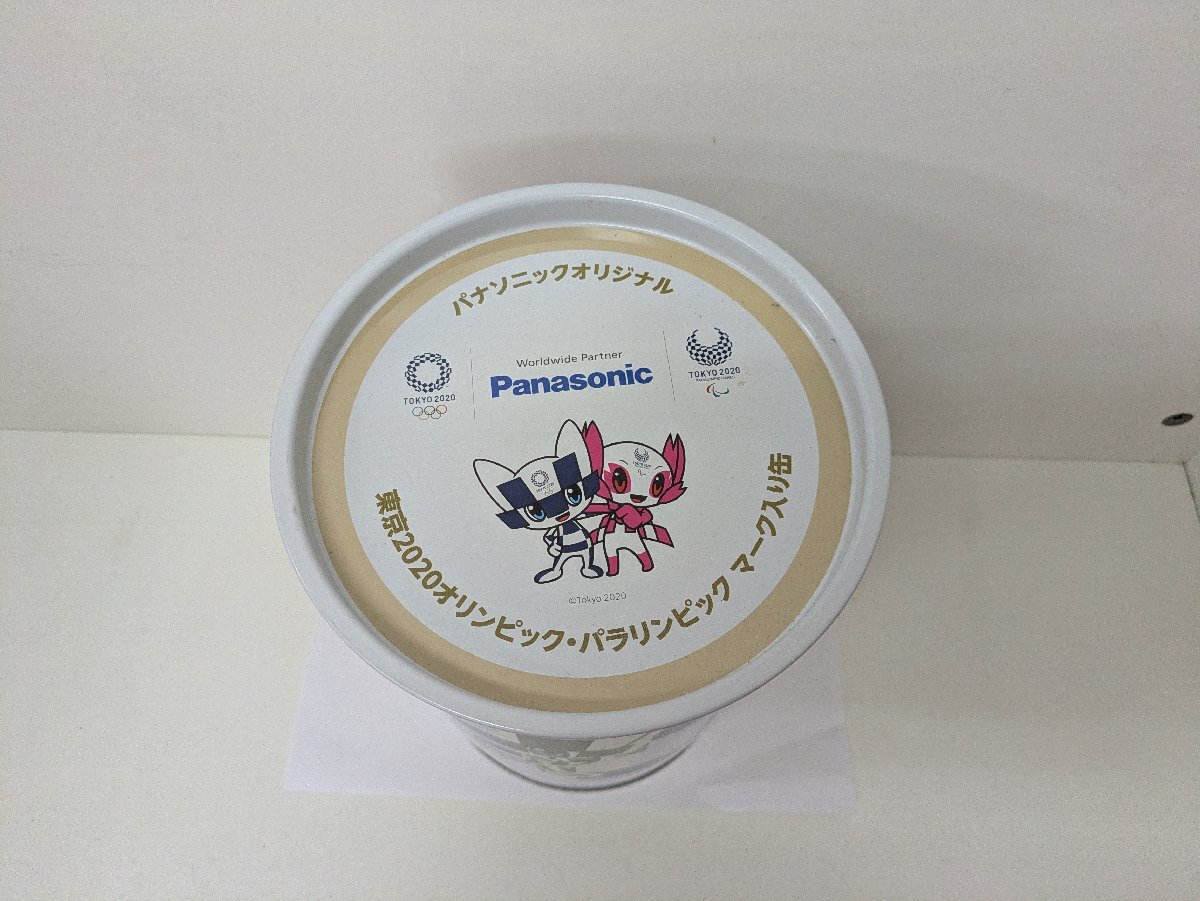 パナソニックオリジナル
TOKYO 2020
Worldwide Partner
Panasonic
TOKYO 2020
©Tokyo 2020
東京2020オリンピック・パラリンピック マーク入り缶